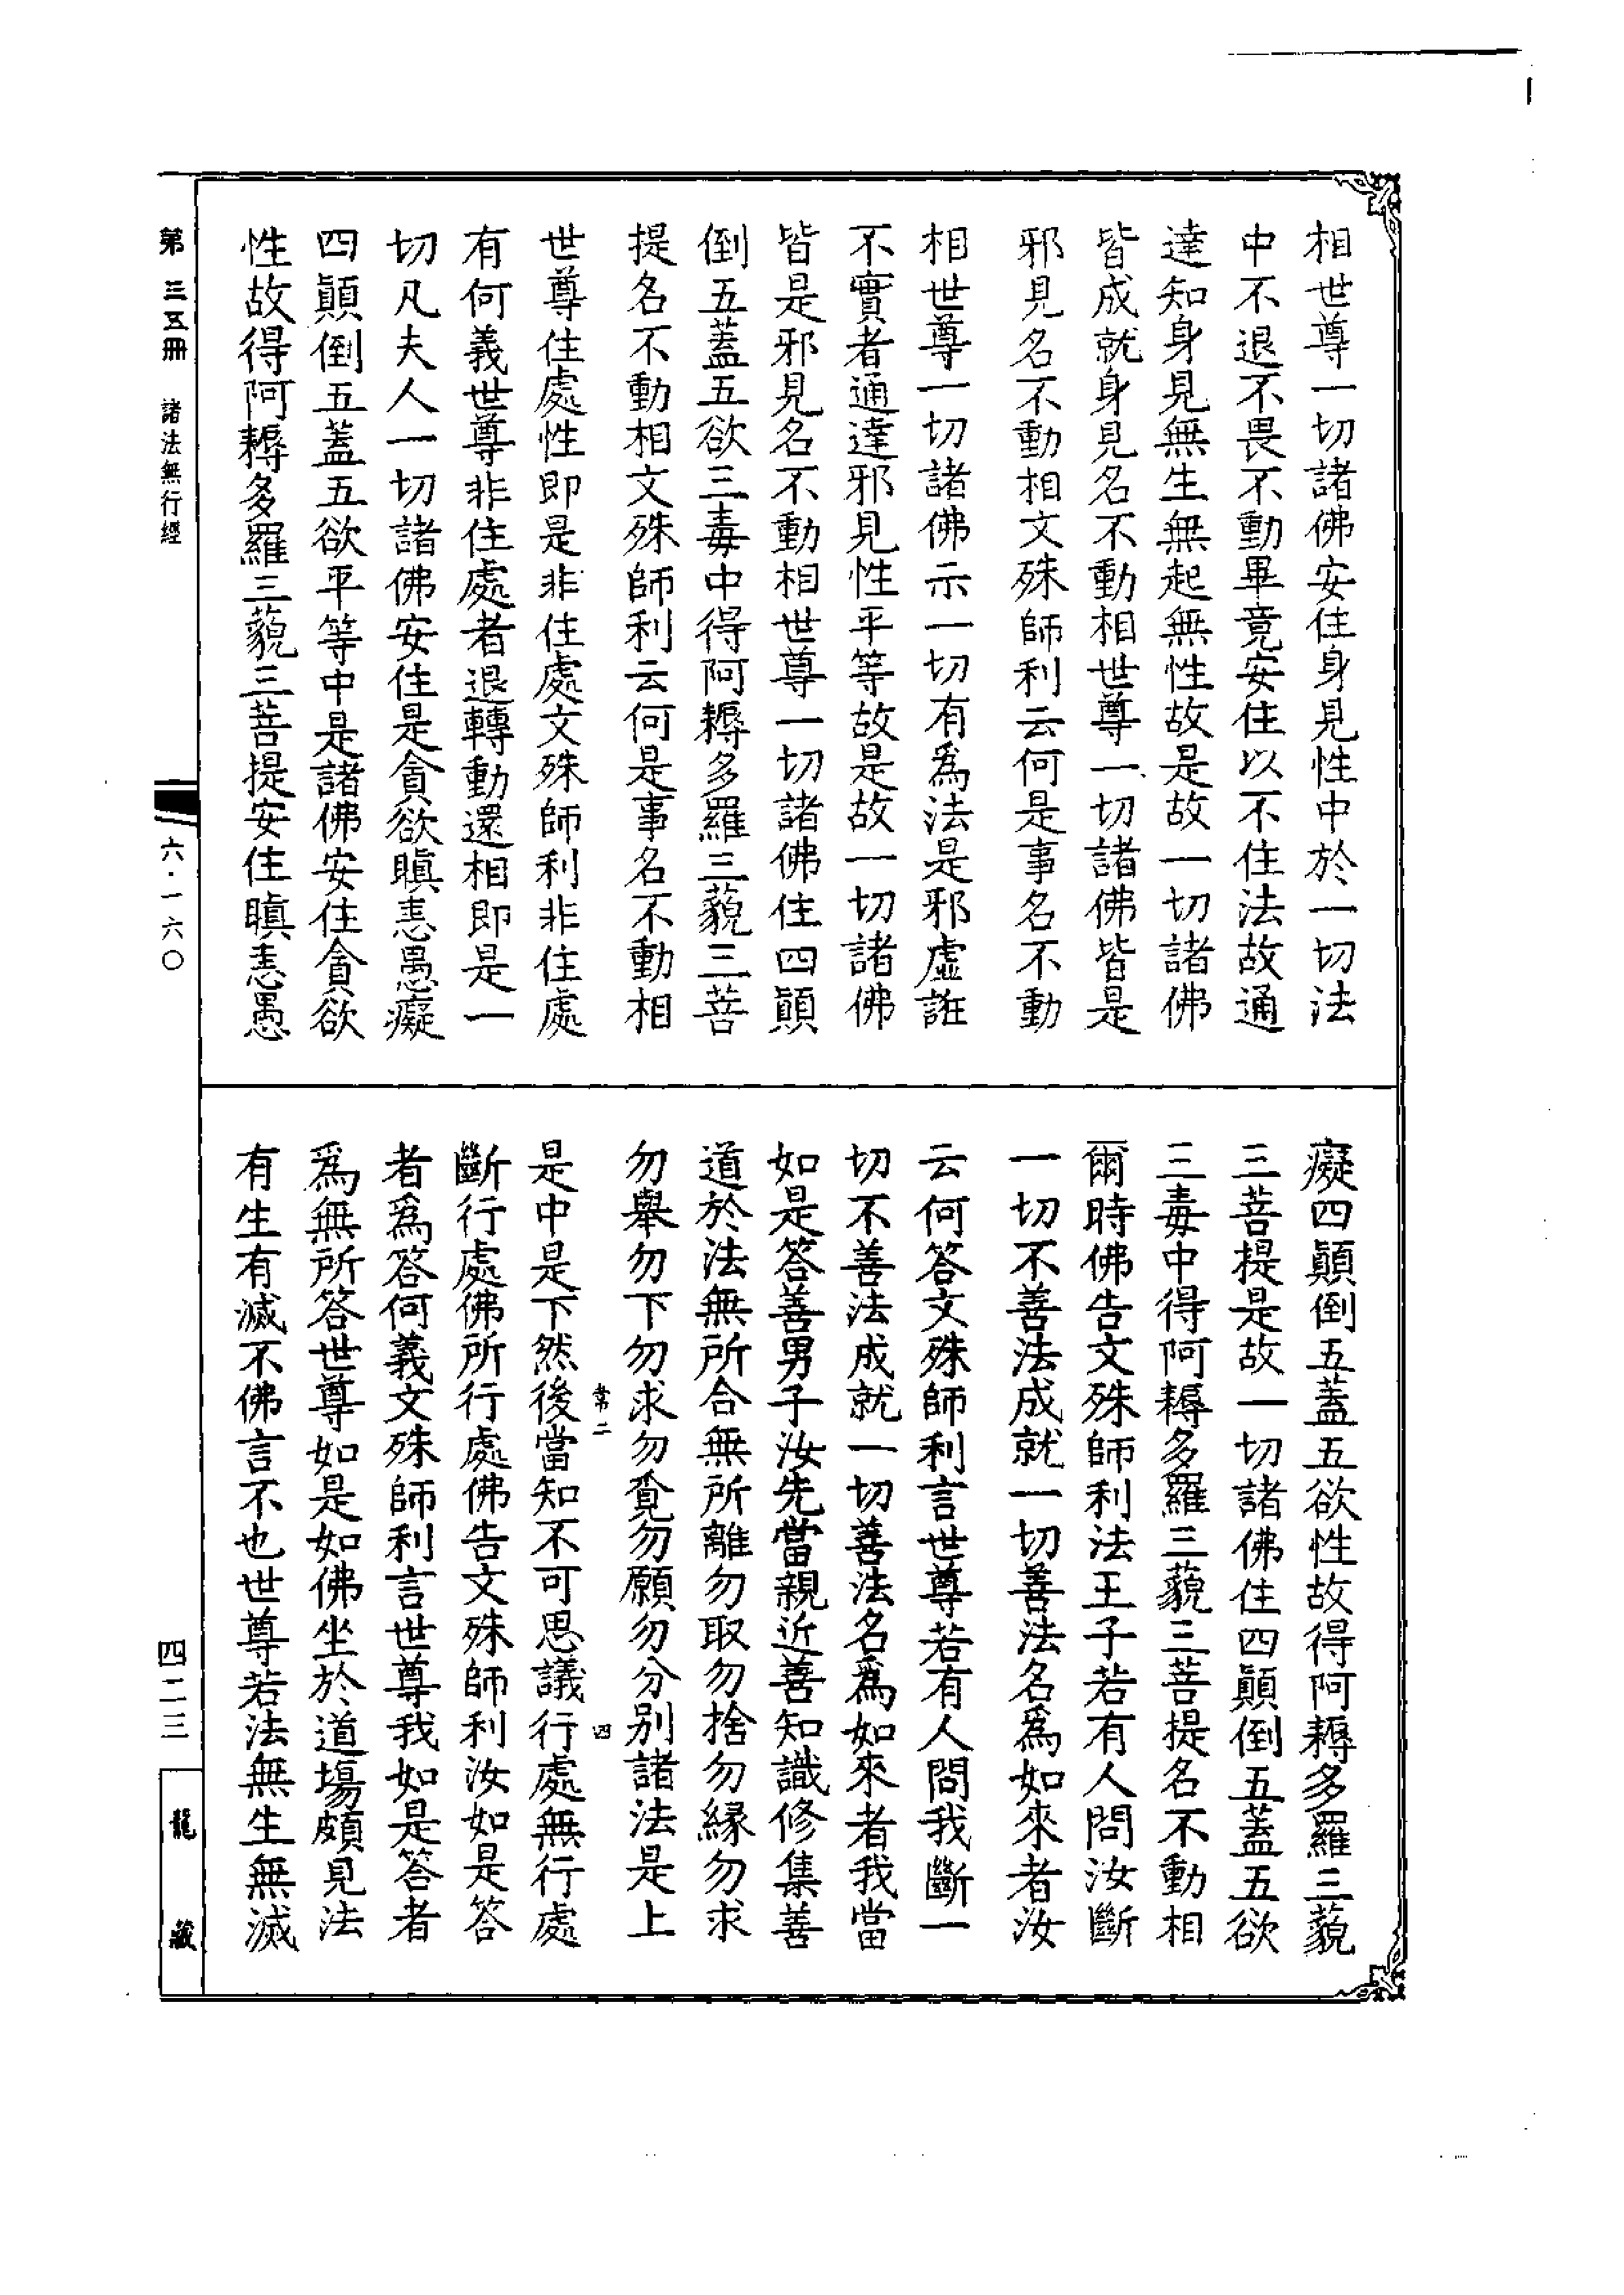 相世尊一切諸佛安住身見性中於一切法
中不退不畏不動畢竟安住以不住法故通
達知身見無生無起無性故是故一切諸佛
皆成就身見名不動相世尊一切諸佛皆是
邪見名不動相文殊師利云何是事名不動
相世尊一切諸佛示一切有爲法是邪虛誑
不實者通達邪見性平等故是故一切諸佛
皆是邪見名不動相世尊一切諸佛住四顛
倒五蓋五欲三毒中得阿耨多羅三藐三菩
提名不動相文殊師利云何是事名不動相
世尊住處性即是非住處文殊師利非住處
有何義世尊非住處者退轉動還相即是一
切凡夫人一切諸佛安住是貪欲瞋恚愚癡
四顛倒五蓋五欲平等中是諸佛安住貪欲
性故得阿耨多羅三藐三菩提安住瞋恚愚
癡四顛倒五蓋五欲性故得阿耨多羅三藐
三菩提是故一切諸佛住四顛倒五蓋五欲
三毒中得阿耨多羅三藐三菩提名不動相
爾時佛告文殊師利法王子若有人問汝斷
一切不善法成就一切善法名爲如來者汝
云何答文殊師利言世尊若有人問我斷一
切不善法成就一切善法名爲如來者我當
如是答善男子汝先當親近善知識修集善
道於法無所合無所離勿取勿捨勿緣勿求
勿舉勿下勿求勿覓勿願勿分別諸法是上
常二 四
是中是下然後當知不可思議行處無行處
斷行處佛所行處佛告文殊師利汝如是答
者爲答何義文殊師利言世尊我如是答者
爲無所答世尊如是如佛坐於道場頗見法
有生有滅不佛言不也世尊若法無生無滅
第三五冊 諸法無行經
六·一六〇
四二三
龍藏